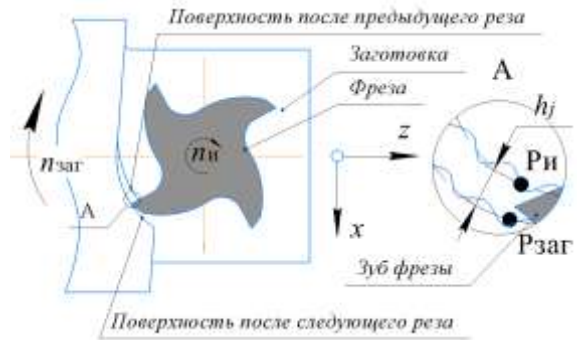 Поверхность после предыдущего реза
Заготовка
Фреза
А
hj
nзаг
nи
z
Pи
А
x
Pзаг
Зуб фрезы
Поверхность после следующего реза